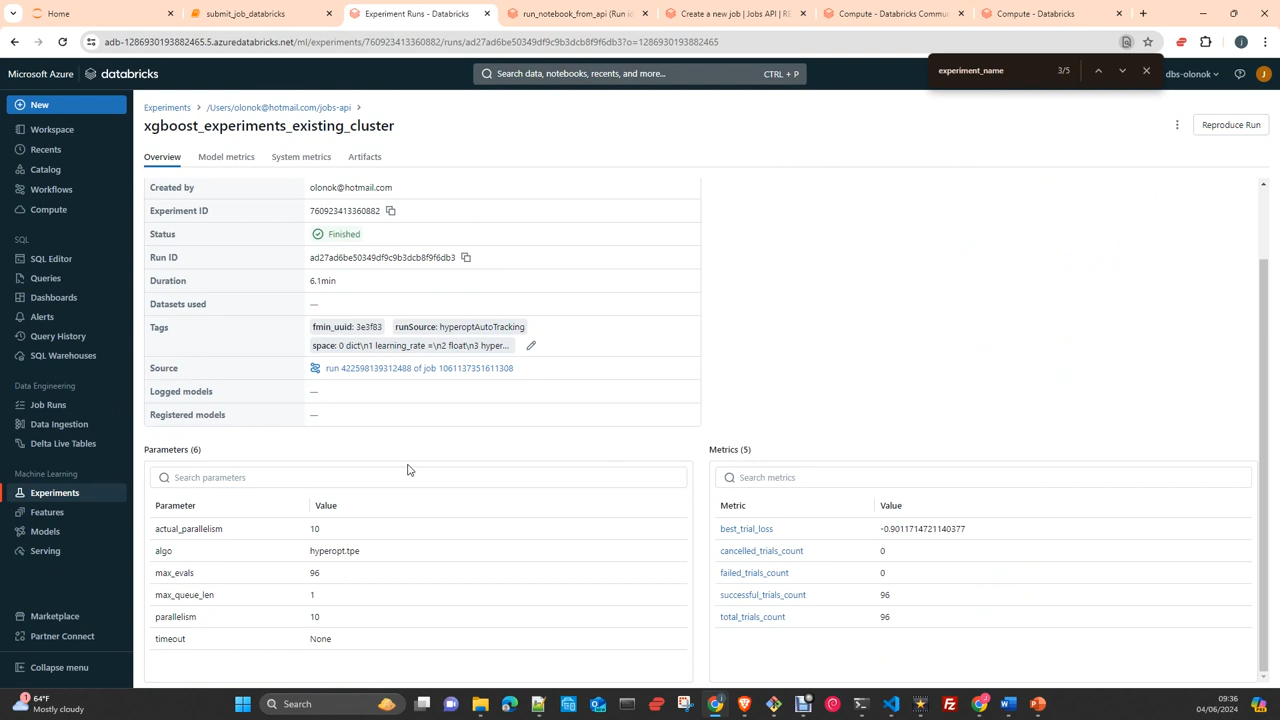 Home
submit_job_databricks
Experiment Runs - Databricks
run_notebook_from_api (Run id
Create a new job | Jobs API | RE
Compute - Databricks Commun
Compute - Databricks
adb-1286930193882465.5.azuredatabricks.net/ml/experiments/760923413360882/runs/ad27ad6be50349df9c9b3dcb8f9f6db3?o=1286930193882465
Microsoft Azure
databricks
Search data, notebooks, recents, and more...
CTRL + P
experiment_name
3/5
dbs-olonok
J
New
Workspace
Recents
Catalog
Workflows
Compute
SQL
SQL Editor
Queries
Dashboards
Alerts
Query History
SQL Warehouses
Data Engineering
Job Runs
Data Ingestion
Delta Live Tables
Machine Learning
Experiments
Features
Models
Serving
Marketplace
Partner Connect
Collapse menu
Experiments > /Users/olonok@hotmail.com/jobs-api >
xgboost_experiments_existing_cluster
Reproduce Run
Overview
Model metrics
System metrics
Artifacts
Created by
olonok@hotmail.com
Experiment ID
760923413360882
Status
Finished
Run ID
ad27ad6be50349df9c9b3dcb8f9f6db3
Duration
6.1min
Datasets used
—
Tags
fmin_uuid: 3e3f83
runSource: hyperoptAutoTracking
space: 0 dict\n1 learning_rate =\n2 float\n3 hyper...
Source
run 422598139312488 of job 1061137351611308
Logged models
—
Registered models
—
Parameters (6)
Search parameters
Parameter Value
actual_parallelism 10
algo hyperopt.tpe
max_evals 96
max_queue_len 1
parallelism 10
timeout None
Metrics (5)
Search metrics
Metric Value
best_trial_loss -0.9011714721140377
cancelled_trials_count 0
failed_trials_count 0
successful_trials_count 96
total_trials_count 96
1
64°F
Mostly cloudy
Search
09:36
04/06/2024